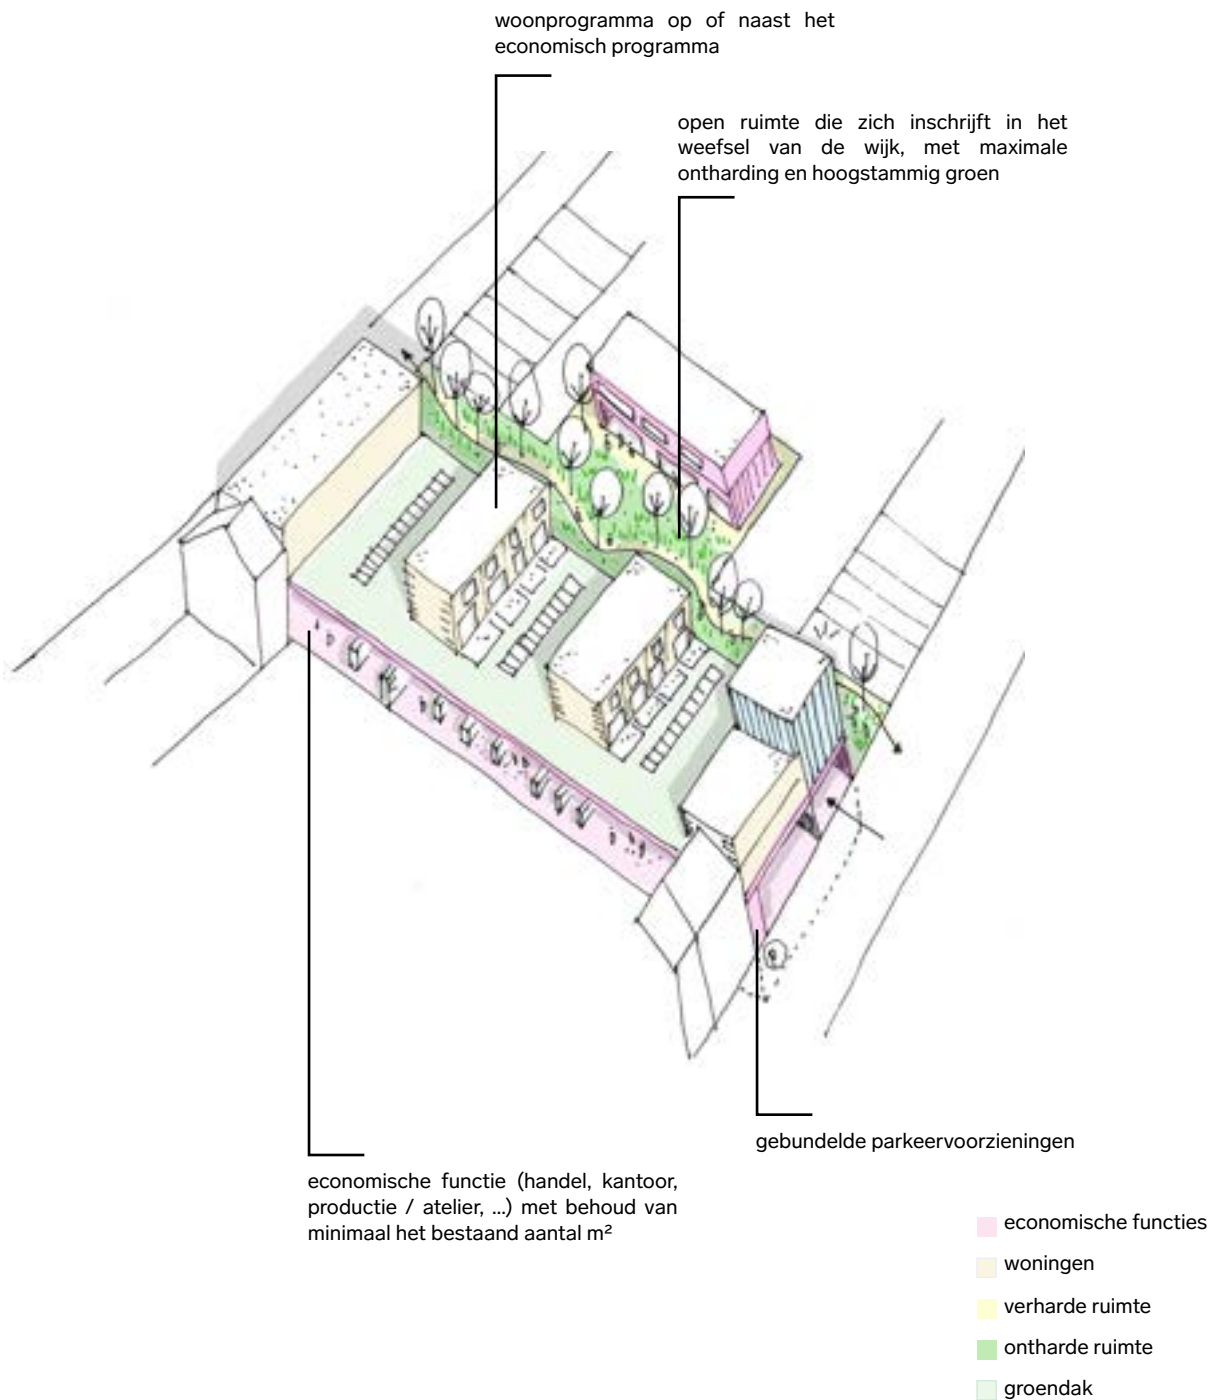 woonprogramma op of naast het
economisch programma
open ruimte die zich inschrijft in het
weefsel van de wijk, met maximale
ontharding en hoogstammig groen
gebundelde parkeervoorzieningen
economische functie (handel, kantoor,
productie / atelier, ...) met behoud van
minimaal het bestaand aantal m²
economische functies
woningen
verharde ruimte
ontharde ruimte
groendak